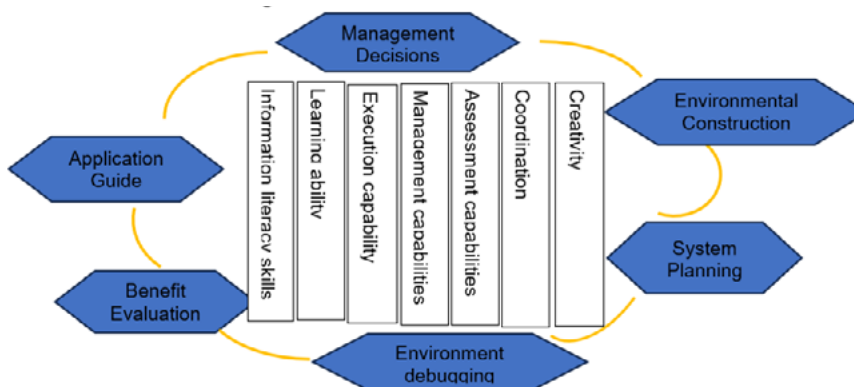 Management
Decisions
Environmental
Construction
Application
Guide
Information literacy skills
Learning ability
Execution capability
Management capabilities
Assessment capabilities
Coordination
Creativity
System
Planning
Benefit
Evaluation
Environment
debugging